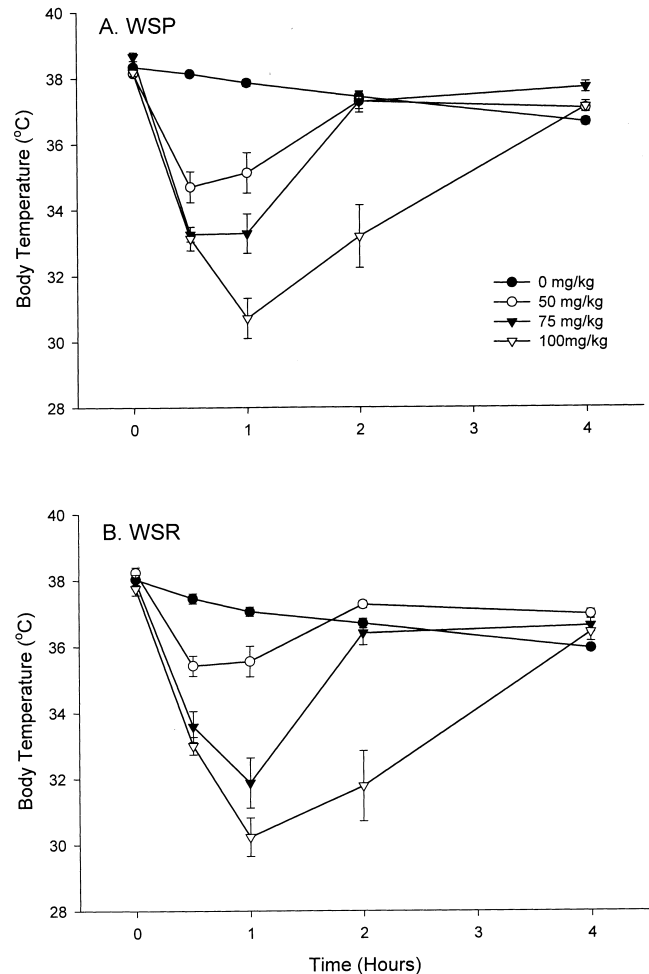 A. WSP
Body Temperature (°C)
40
38
36
34
32
30
28
0 mg/kg
50 mg/kg
75 mg/kg
100mg/kg
0 1 2 3 4
B. WSR
Body Temperature (°C)
40
38
36
34
32
30
28
0 1 2 3 4
Time (Hours)